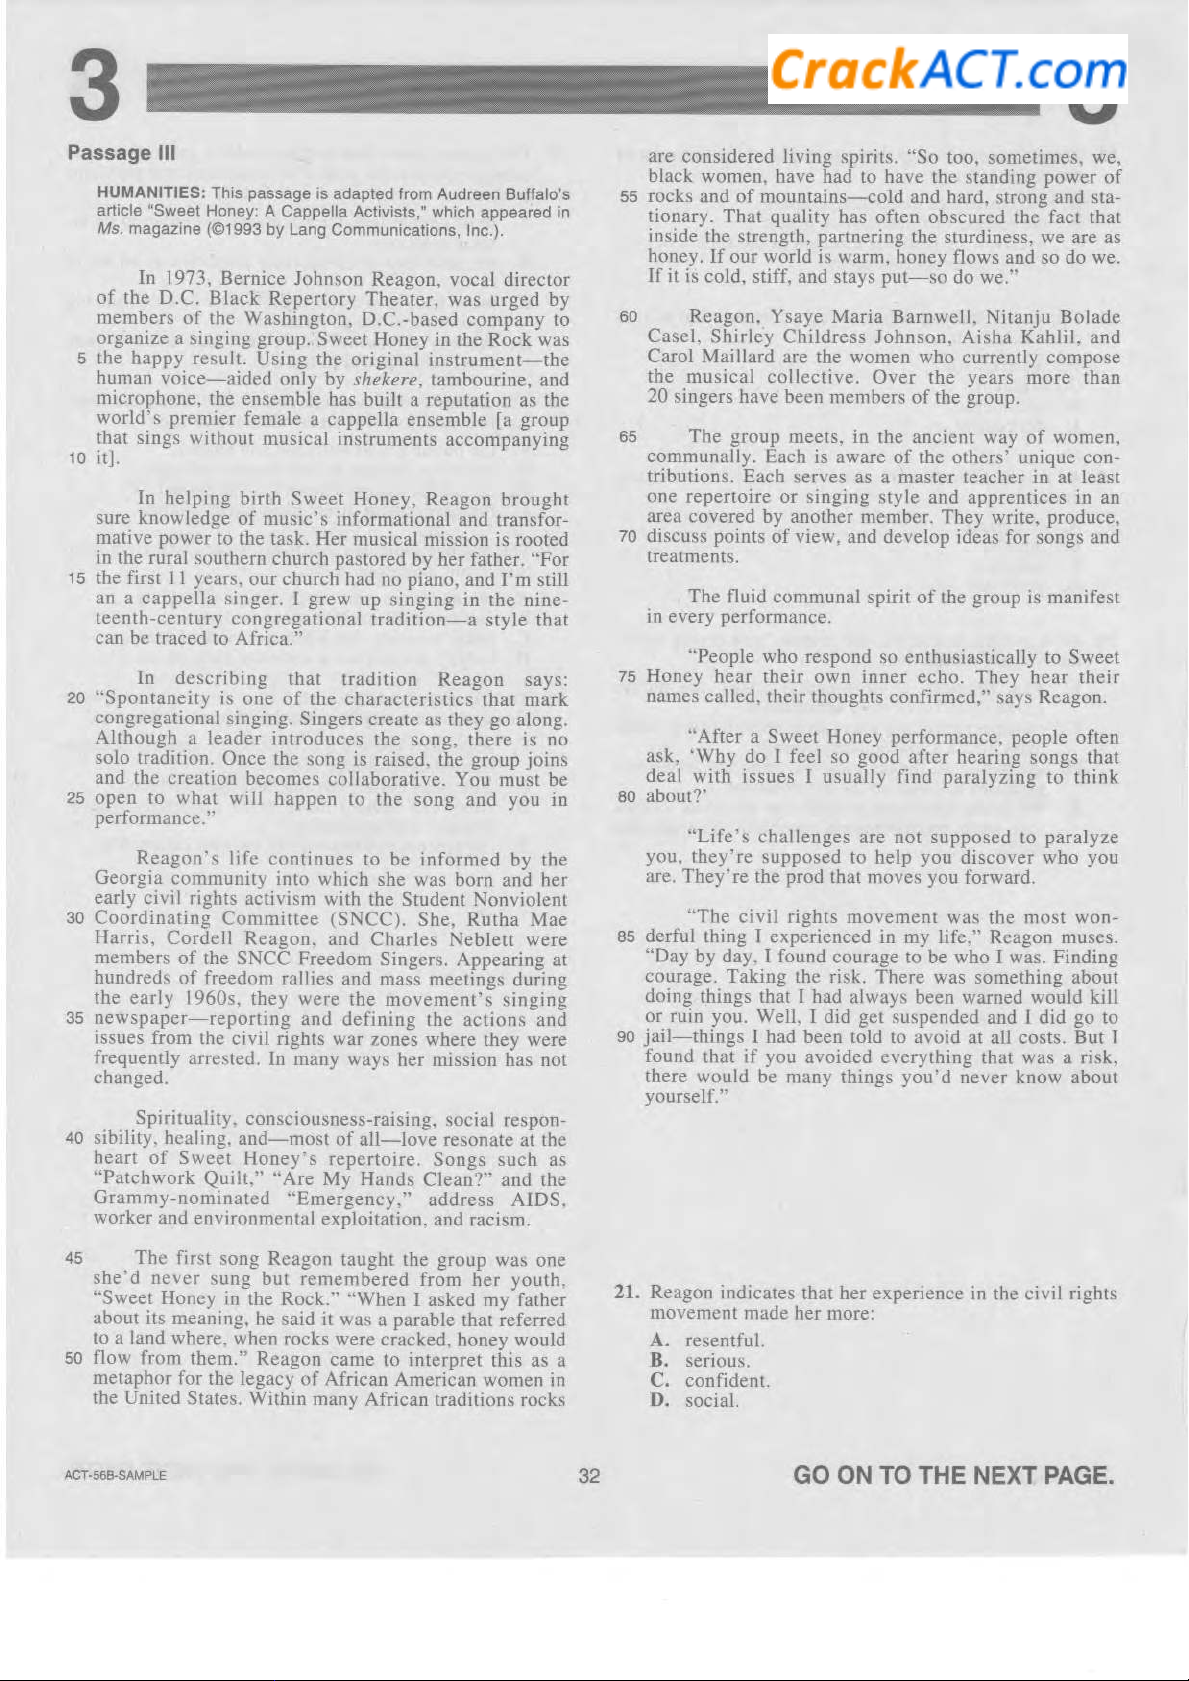 3
CrackACT.com
Passage III
HUMANITIES: This passage is adapted from Audreen Buffalo's
article "Sweet Honey: A Cappella Activists," which appeared in
Ms. magazine (©1993 by Lang Communications, Inc.).
In 1973, Bernice Johnson Reagon, vocal director
of the D.C. Black Repertory Theater, was urged by
members of the Washington, D.C.-based company to
organize a singing group. Sweet Honey in the Rock was
5 the happy result. Using the original instrument—the
human voice—aided only by shekere, tambourine, and
microphone, the ensemble has built a reputation as the
world's premier female a cappella ensemble [a group
that sings without musical instruments accompanying
10 it].
In helping birth Sweet Honey, Reagon brought
sure knowledge of music's informational and transfor-
mative power to the task. Her musical mission is rooted
in the rural southern church pastored by her father. "For
15 the first 11 years, our church had no piano, and I'm still
an a cappella singer. I grew up singing in the nine-
teenth-century congregational tradition—a style that
can be traced to Africa."
In describing that tradition Reagon says:
20 "Spontaneity is one of the characteristics that mark
congregational singing. Singers create as they go along.
Although a leader introduces the song, there is no
solo tradition. Once the song is raised, the group joins
and the creation becomes collaborative. You must be
25 open to what will happen to the song and you in
performance."
Reagon's life continues to be informed by the
Georgia community into which she was born and her
early civil rights activism with the Student Nonviolent
30 Coordinating Committee (SNCC). She, Rutha Mae
Harris, Cordell Reagon, and Charles Neblett were
members of the SNCC Freedom Singers. Appearing at
hundreds of freedom rallies and mass meetings during
the early 1960s, they were the movement's singing
35 newspaper—reporting and defining the actions and
issues from the civil rights war zones where they were
frequently arrested. In many ways her mission has not
changed.
Spirituality, consciousness-raising, social respon-
40 sibility, healing, and—most of all—love resonate at the
heart of Sweet Honey's repertoire. Songs such as
"Patchwork Quilt," "Are My Hands Clean?" and the
Grammy-nominated "Emergency," address AIDS,
worker and environmental exploitation, and racism.
45 The first song Reagon taught the group was one
she'd never sung but remembered from her youth,
"Sweet Honey in the Rock." "When I asked my father
about its meaning, he said it was a parable that referred
to a land where, when rocks were cracked, honey would
50 flow from them." Reagon came to interpret this as a
metaphor for the legacy of African American women in
the United States. Within many African traditions rocks
are considered living spirits. "So too, sometimes, we,
black women, have had to have the standing power of
55 rocks and of mountains—cold and hard, strong and sta-
tionary. That quality has often obscured the fact that
inside the strength, partnering the sturdiness, we are as
honey. If our world is warm, honey flows and so do we.
If it is cold, stiff, and stays put—so do we."
60 Reagon, Ysaye Maria Barnwell, Nitanju Bolade
Casel, Shirley Childress Johnson, Aisha Kahlil, and
Carol Maillard are the women who currently compose
the musical collective. Over the years more than
20 singers have been members of the group.
65 The group meets, in the ancient way of women,
communally. Each is aware of the others' unique con-
tributions. Each serves as a master teacher in at least
one repertoire or singing style and apprentices in an
area covered by another member. They write, produce,
70 discuss points of view, and develop ideas for songs and
treatments.
The fluid communal spirit of the group is manifest
in every performance.
"People who respond so enthusiastically to Sweet
75 Honey hear their own inner echo. They hear their
names called, their thoughts confirmed," says Reagon.
"After a Sweet Honey performance, people often
ask, 'Why do I feel so good after hearing songs that
deal with issues I usually find paralyzing to think
80 about?'
"Life's challenges are not supposed to paralyze
you, they're supposed to help you discover who you
are. They're the prod that moves you forward.
"The civil rights movement was the most won-
85 derful thing I experienced in my life," Reagon muses.
"Day by day, I found courage to be who I was. Finding
courage. Taking the risk. There was something about
doing things that I had always been warned would kill
or ruin you. Well, I did get suspended and I did go to
90 jail—things I had been told to avoid at all costs. But I
found that if you avoided everything that was a risk,
there would be many things you'd never know about
yourself."
21. Reagon indicates that her experience in the civil rights
movement made her more:
A. resentful.
B. serious.
C. confident.
D. social.
ACT-56B-SAMPLE
32
GO ON TO THE NEXT PAGE.